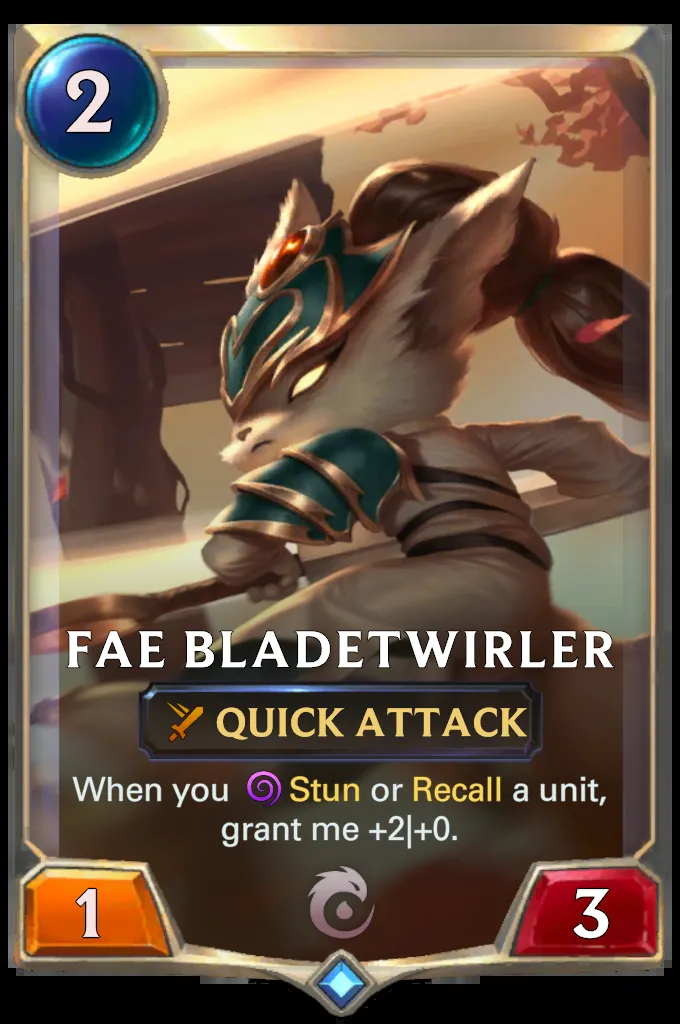 2
FAE BLADETWIRLER
QUICK ATTACK
When you Stun or Recall a unit,
grant me +2|+0.
1
3